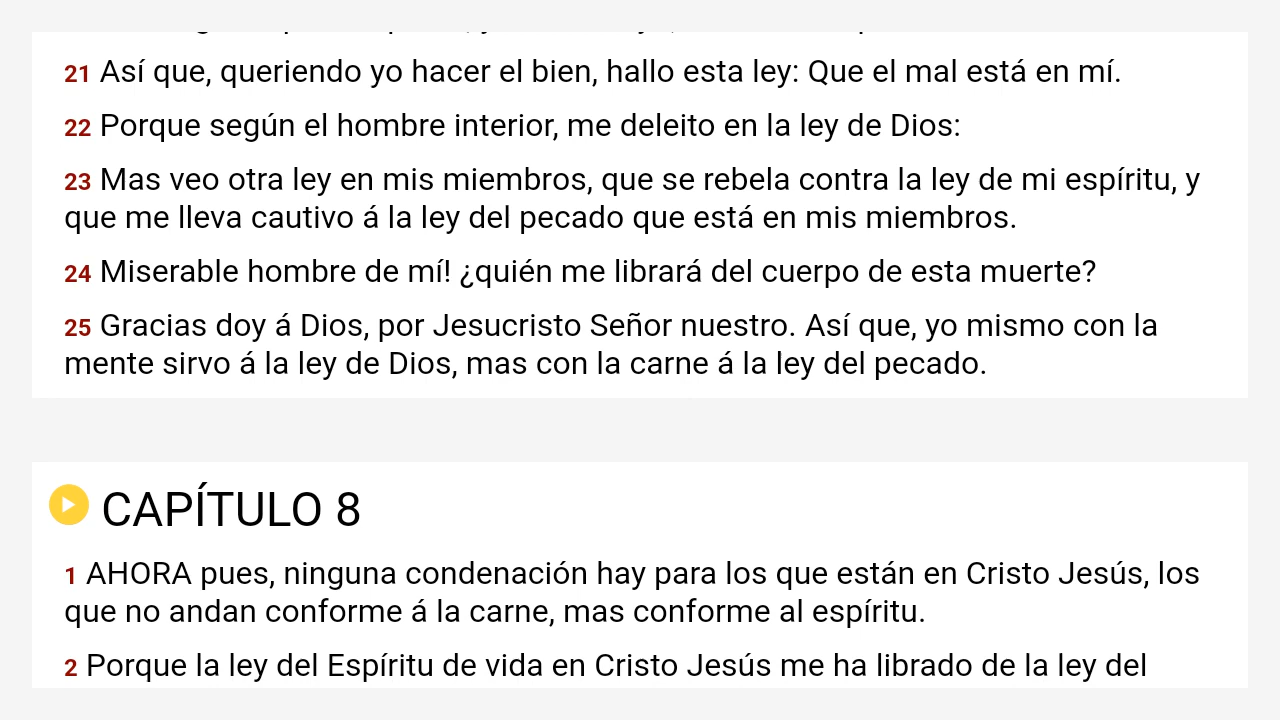 21 Así que, queriendo yo hacer el bien, hallo esta ley: Que el mal está en mí.
22 Porque según el hombre interior, me deleito en la ley de Dios:
23 Mas veo otra ley en mis miembros, que se rebela contra la ley de mi espíritu, y
que me lleva cautivo á la ley del pecado que está en mis miembros.
24 Miserable hombre de mí! ¿quién me librará del cuerpo de esta muerte?
25 Gracias doy á Dios, por Jesucristo Señor nuestro. Así que, yo mismo con la
mente sirvo á la ley de Dios, mas con la carne á la ley del pecado.
CAPÍTULO 8
1 AHORA pues, ninguna condenación hay para los que están en Cristo Jesús, los
que no andan conforme á la carne, mas conforme al espíritu.
2 Porque la ley del Espíritu de vida en Cristo Jesús me ha librado de la ley del